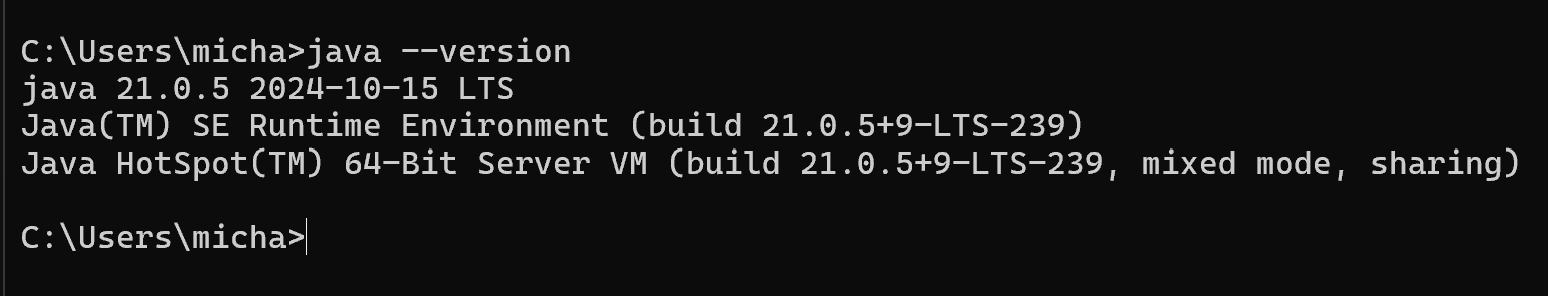 C:\Users\micha>java --version
java 21.0.5 2024-10-15 LTS
Java(TM) SE Runtime Environment (build 21.0.5+9-LTS-239)
Java HotSpot(TM) 64-Bit Server VM (build 21.0.5+9-LTS-239, mixed mode, sharing)
C:\Users\micha>